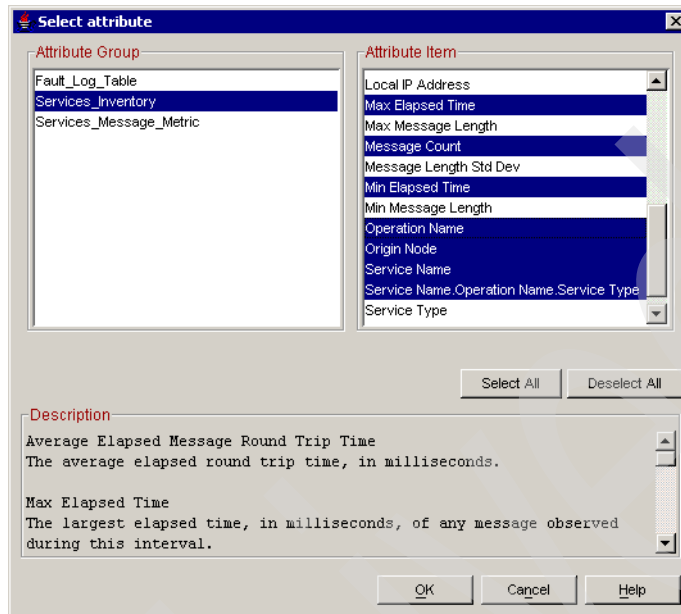 Select attribute
Attribute Group
Fault_Log_Table
Services_Inventory
Services_Message_Metric
Attribute Item
Local IP Address
Max Elapsed Time
Max Message Length
Message Count
Message Length Std Dev
Min Elapsed Time
Min Message Length
Operation Name
Origin Node
Service Name
Service Name.Operation Name.Service Type
Service Type
Select All
Deselect All
Description
Average Elapsed Message Round Trip Time
The average elapsed round trip time, in milliseconds.
Max Elapsed Time
The largest elapsed time, in milliseconds, of any message observed
during this interval.
OK
Cancel
Help